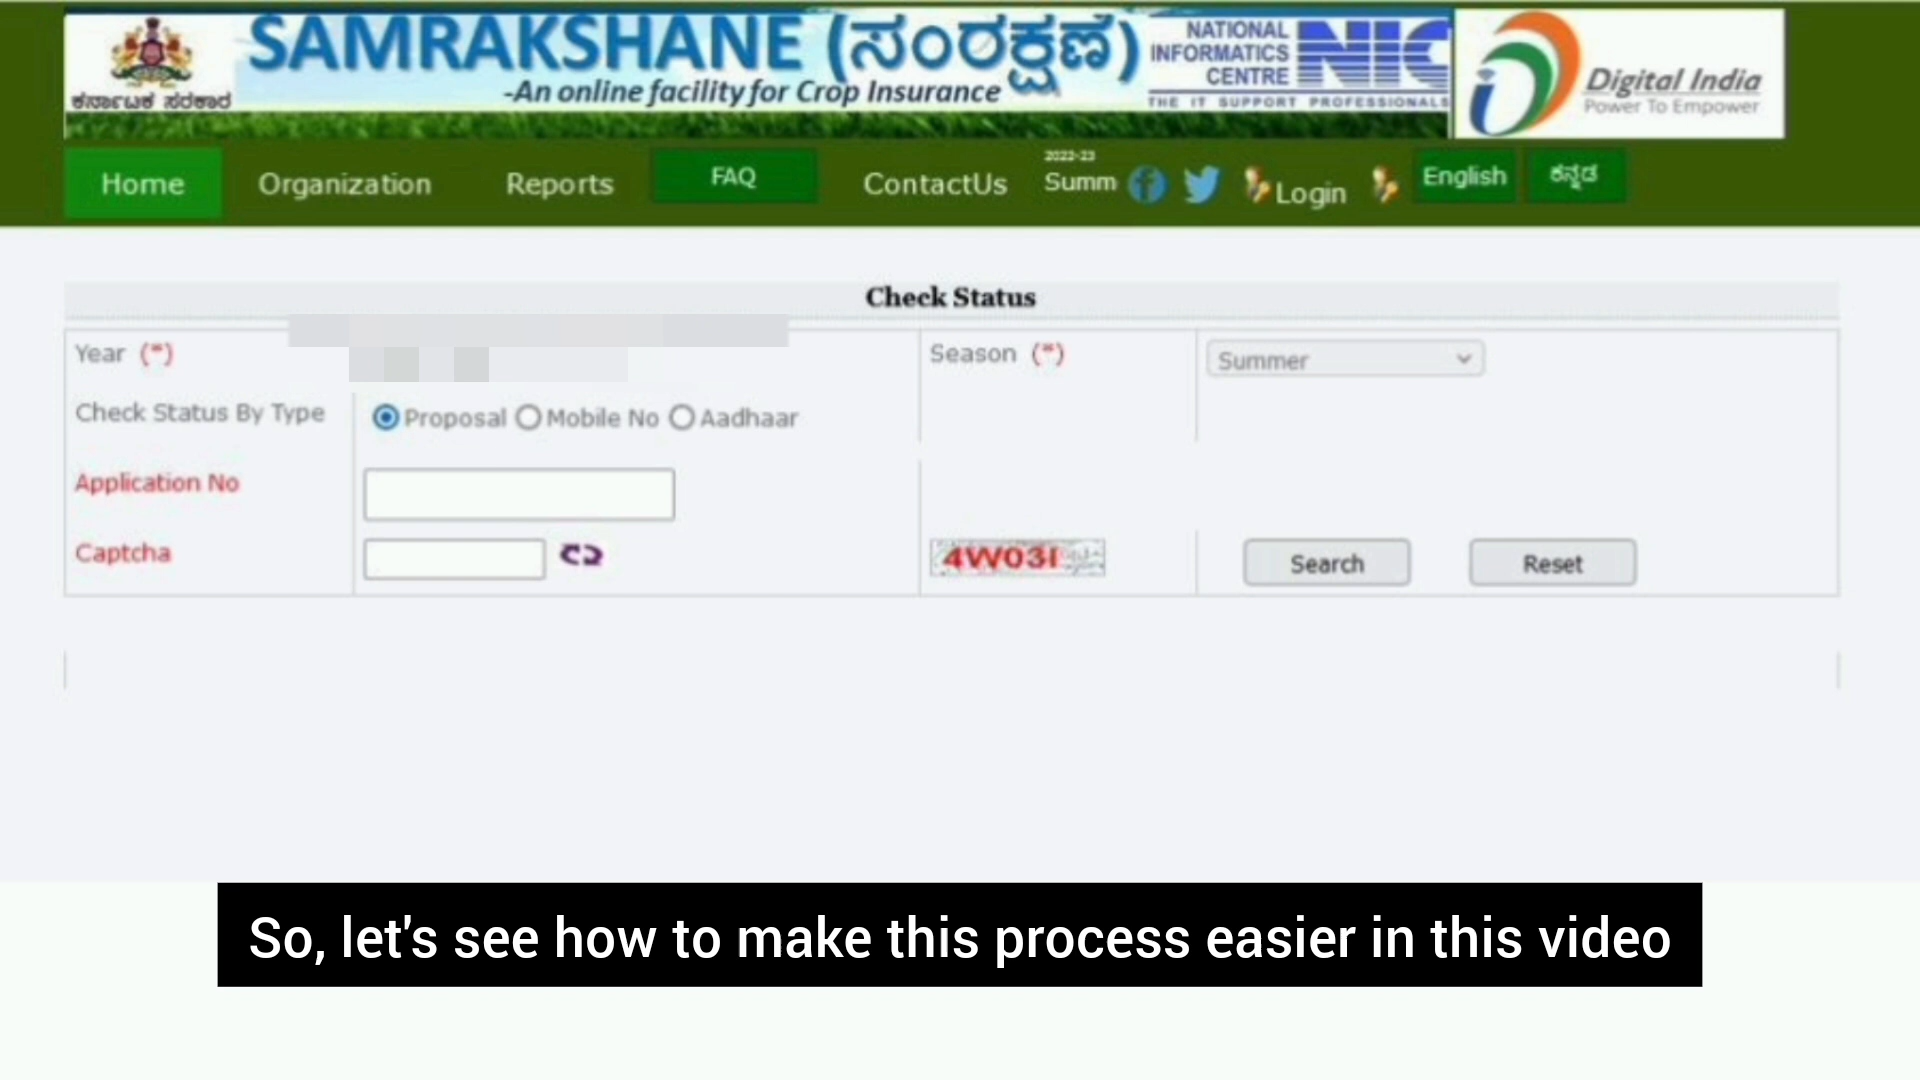 SAMRAKSHANE (ಸಂರಕ್ಷಣೆ)
-An online facility for Crop Insurance
ಕರ್ನಾಟಕ ಸರಕಾರ
NATIONAL
INFORMATICS
CENTRE
NIC
THE IT SUPPORT PROFESSIONALS
Digital India
Power To Empower
Home Organization Reports FAQ ContactUs 2022-23 Summ Login English ಕನ್ನಡ
Check Status
Year (*) Season (*) Summer
Check Status By Type Proposal Mobile No Aadhaar
Application No
Captcha 4W03I Search Reset
So, let's see how to make this process easier in this video